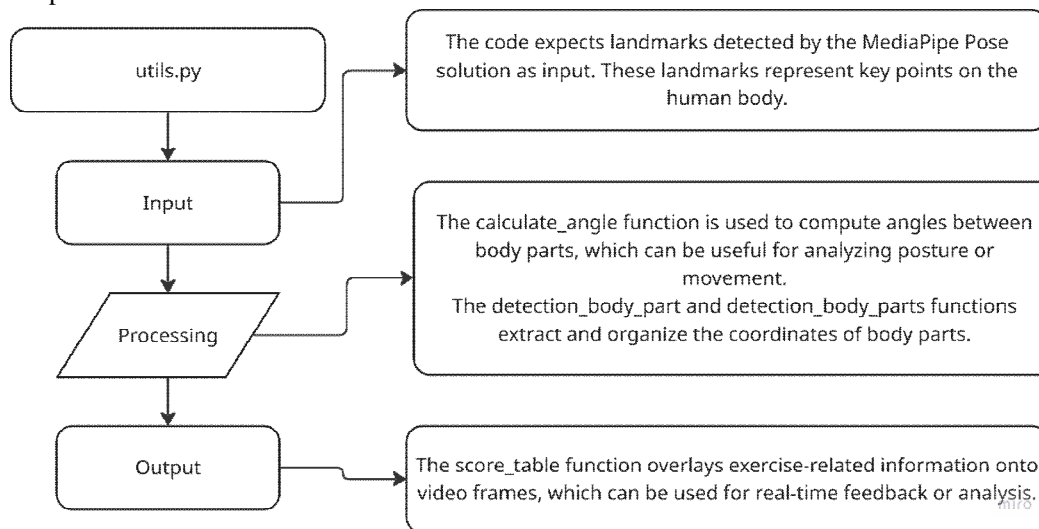 utils.py
The code expects landmarks detected by the MediaPipe Pose
solution as input. These landmarks represent key points on the
human body.
Input
The calculate_angle function is used to compute angles between
body parts, which can be useful for analyzing posture or
movement.
The detection_body_part and detection_body_parts functions
extract and organize the coordinates of body parts.
Processing
Output
The score_table function overlays exercise-related information onto
video frames, which can be used for real-time feedback or analysis.
miro